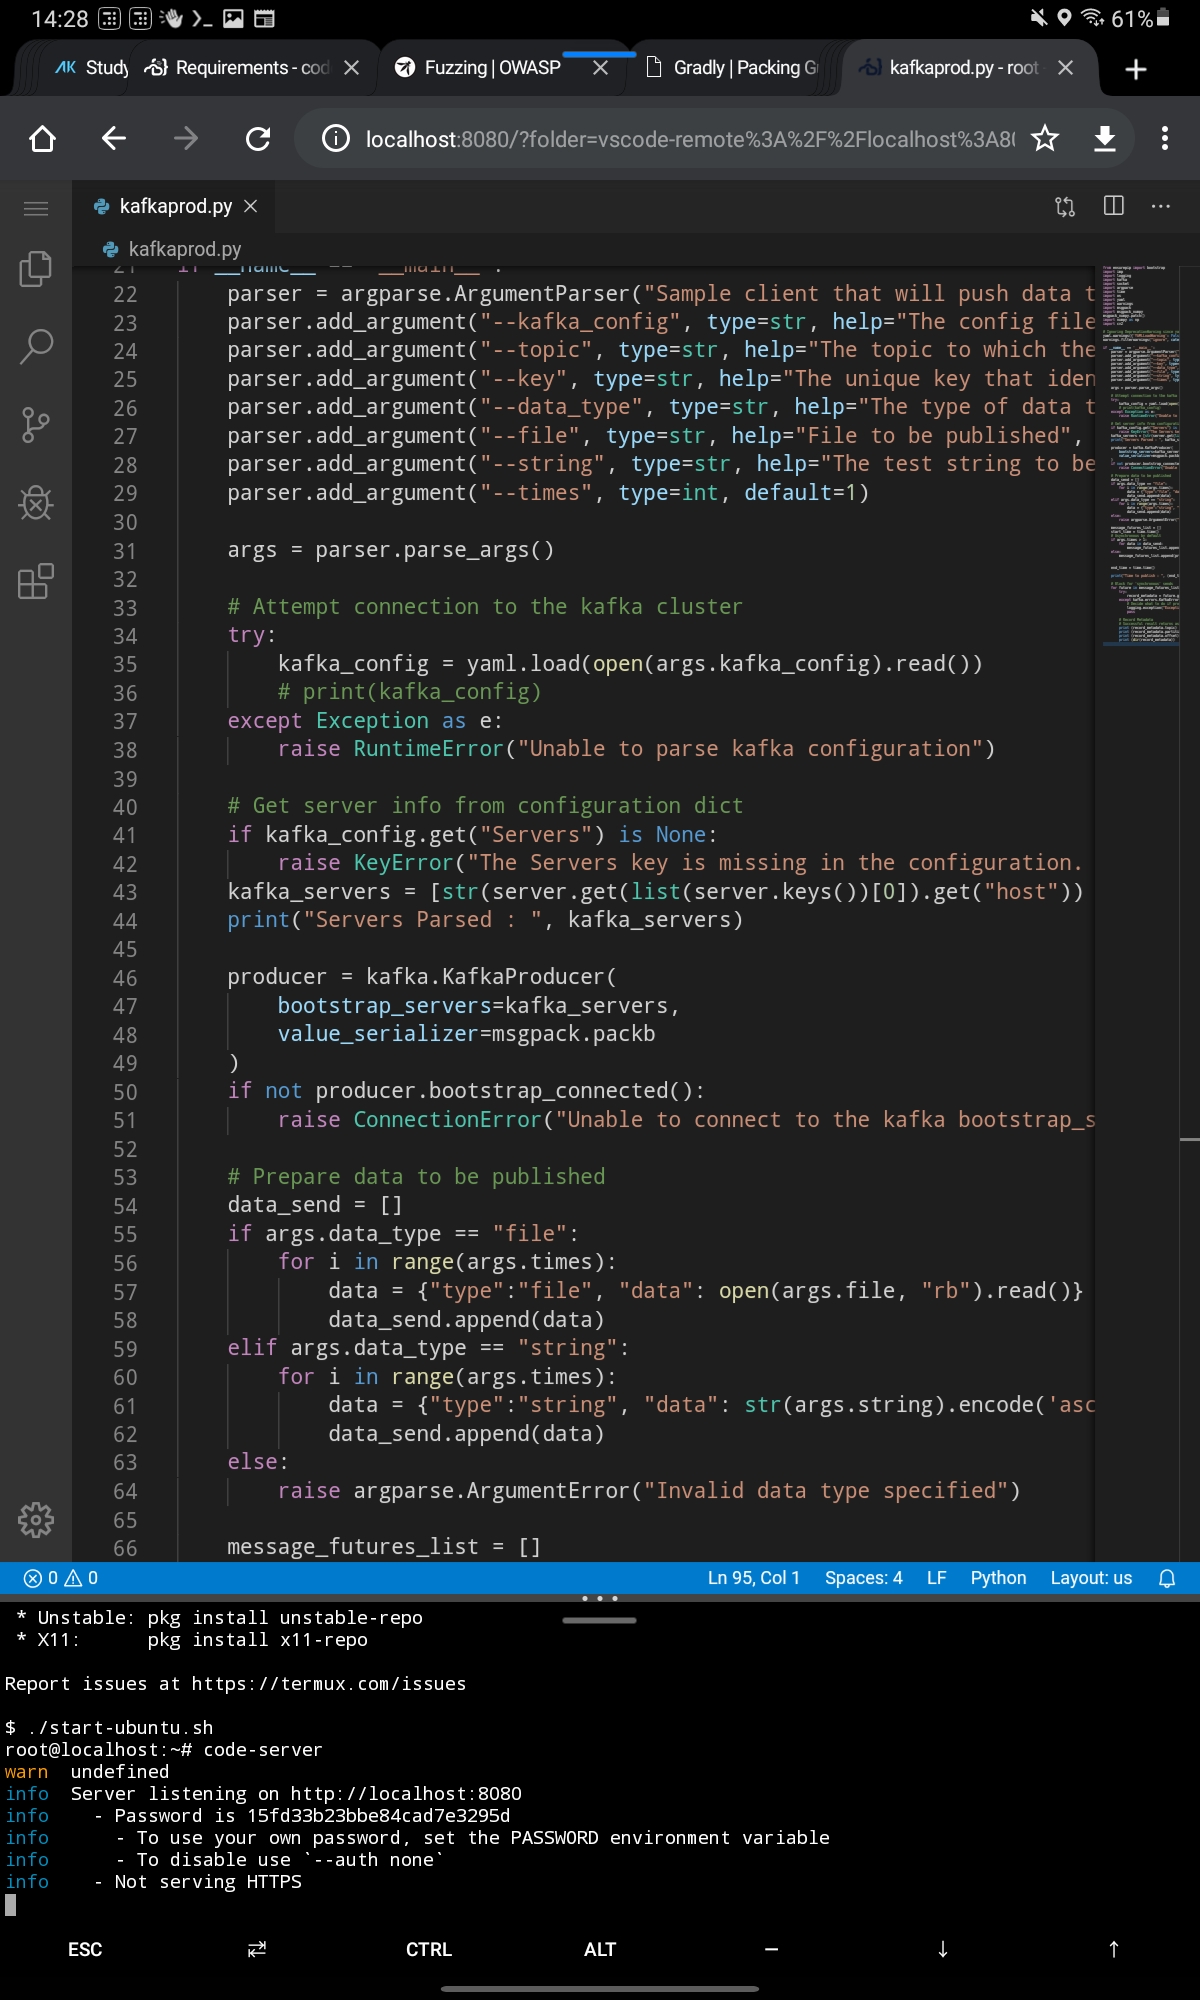 14:28
61%
Study
Requirements - cod
Fuzzing | OWASP
Gradly | Packing G
kafkaprod.py - root
localhost:8080/?folder=vscode-remote%3A%2F%2Flocalhost%3A80
kafkaprod.py
kafkaprod.py
21 if __name__ == "__main__":
22 parser = argparse.ArgumentParser("Sample client that will push data t
23 parser.add_argument("--kafka_config", type=str, help="The config file
24 parser.add_argument("--topic", type=str, help="The topic to which the
25 parser.add_argument("--key", type=str, help="The unique key that iden
26 parser.add_argument("--data_type", type=str, help="The type of data t
27 parser.add_argument("--file", type=str, help="File to be published",
28 parser.add_argument("--string", type=str, help="The test string to be
29 parser.add_argument("--times", type=int, default=1)
30
31 args = parser.parse_args()
32
33 # Attempt connection to the kafka cluster
34 try:
35 kafka_config = yaml.load(open(args.kafka_config).read())
36 # print(kafka_config)
37 except Exception as e:
38 raise RuntimeError("Unable to parse kafka configuration")
39
40 # Get server info from configuration dict
41 if kafka_config.get("Servers") is None:
42 raise KeyError("The Servers key is missing in the configuration.
43 kafka_servers = [str(server.get(list(server.keys())[0]).get("host"))
44 print("Servers Parsed : ", kafka_servers)
45
46 producer = kafka.KafkaProducer(
47 bootstrap_servers=kafka_servers,
48 value_serializer=msgpack.packb
49 )
50 if not producer.bootstrap_connected():
51 raise ConnectionError("Unable to connect to the kafka bootstrap_s
52
53 # Prepare data to be published
54 data_send = []
55 if args.data_type == "file":
56 for i in range(args.times):
57 data = {"type":"file", "data": open(args.file, "rb").read()}
58 data_send.append(data)
59 elif args.data_type == "string":
60 for i in range(args.times):
61 data = {"type":"string", "data": str(args.string).encode('asc
62 data_send.append(data)
63 else:
64 raise argparse.ArgumentError("Invalid data type specified")
65
66 message_futures_list = []
0 0
Ln 95, Col 1 Spaces: 4 LF Python Layout: us
* Unstable: pkg install unstable-repo
* X11: pkg install x11-repo
Report issues at https://termux.com/issues
$ ./start-ubuntu.sh
root@localhost:~# code-server
warn undefined
info Server listening on http://localhost:8080
info - Password is 15fd33b23bbe84cad7e3295d
info - To use your own password, set the PASSWORD environment variable
info - To disable use `--auth none`
info - Not serving HTTPS
ESC ⇄ CTRL ALT – ↓ ↑